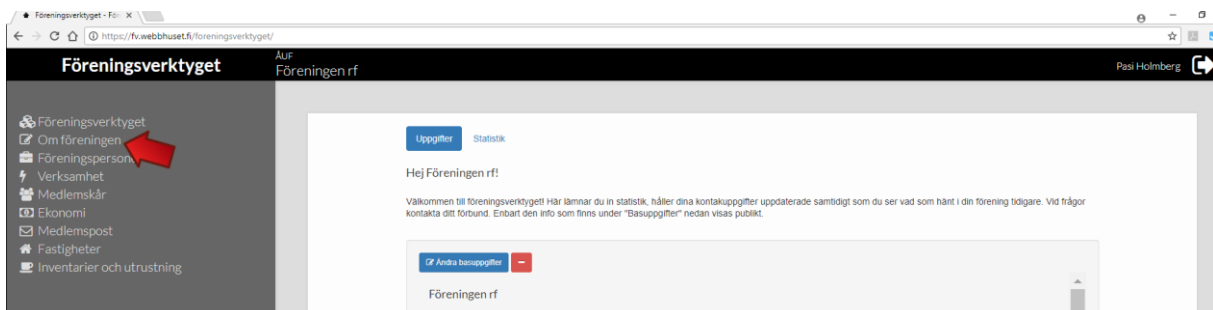 Föreningsverktyget - För
https://fv.webbhuset.fi/foreningsverktyget/
Föreningsverktyget
ÅUF
Föreningen rf
Pasi Holmberg
Föreningsverktyget
Om föreningen
Föreningsperson
Verksamhet
Medlemskår
Ekonomi
Medlemspost
Fastigheter
Inventarier och utrustning
Uppgifter Statistik
Hej Föreningen rf!
Välkommen till föreningsverktyget! Här lämnar du in statistik, håller dina kontakuppgifter uppdaterade samtidigt som du ser vad som hänt i din förening tidigare. Vid frågor
kontakta ditt förbund. Enbart den info som finns under "Basuppgifter" nedan visas publikt.
Ändra basuppgifter
Föreningen rf